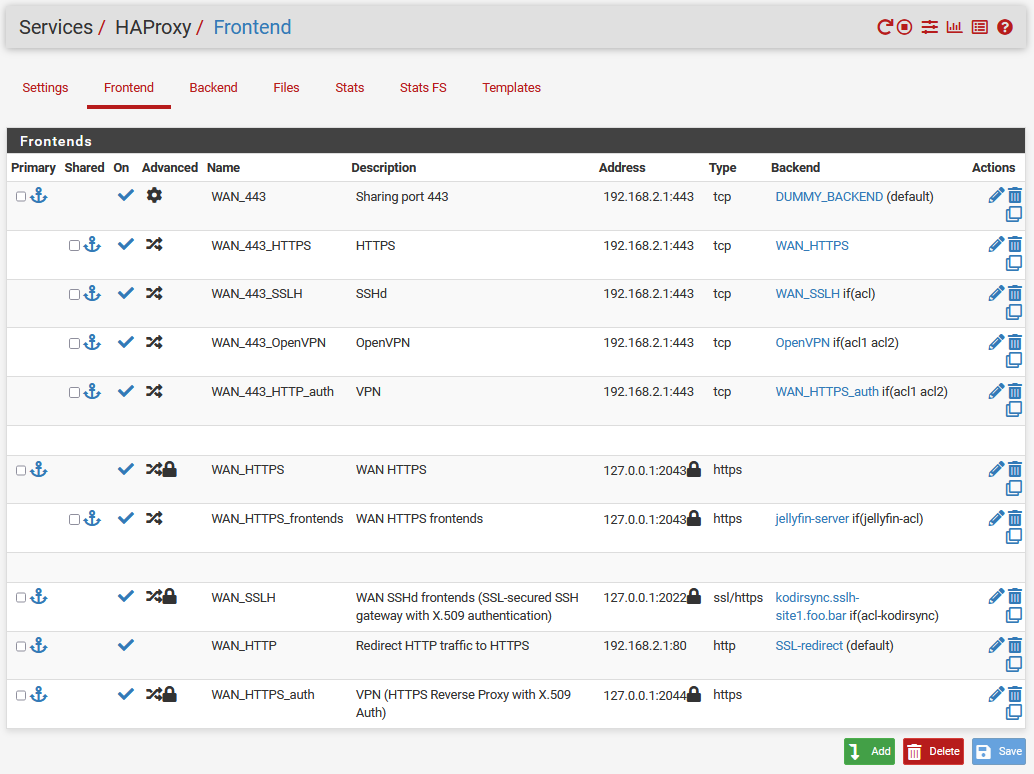 Services / HAProxy / Frontend
Settings Frontend Backend Files Stats Stats FS Templates
Frontends
Primary Shared On Advanced Name Description Address Type Backend Actions
WAN_443 Sharing port 443 192.168.2.1:443 tcp DUMMY_BACKEND (default)
WAN_443_HTTPS HTTPS 192.168.2.1:443 tcp WAN_HTTPS
WAN_443_SSLH SSHd 192.168.2.1:443 tcp WAN_SSLH if(acl)
WAN_443_OpenVPN OpenVPN 192.168.2.1:443 tcp OpenVPN if(acl1 acl2)
WAN_443_HTTP_auth VPN 192.168.2.1:443 tcp WAN_HTTPS_auth if(acl1 acl2)
WAN_HTTPS WAN HTTPS 127.0.0.1:2043 https
WAN_HTTPS_frontends WAN HTTPS frontends 127.0.0.1:2043 https jellyfin-server if(jellyfin-acl)
WAN_SSLH WAN SSHd frontends (SSL-secured SSH 127.0.0.1:2022 ssl/https kodirsync.sslh-
gateway with X.509 authentication) site1.foo.bar if(acl-kodirsync)
WAN_HTTP Redirect HTTP traffic to HTTPS 192.168.2.1:80 http SSL-redirect (default)
WAN_HTTPS_auth VPN (HTTPS Reverse Proxy with X.509 127.0.0.1:2044 https
Auth)
Add Delete Save